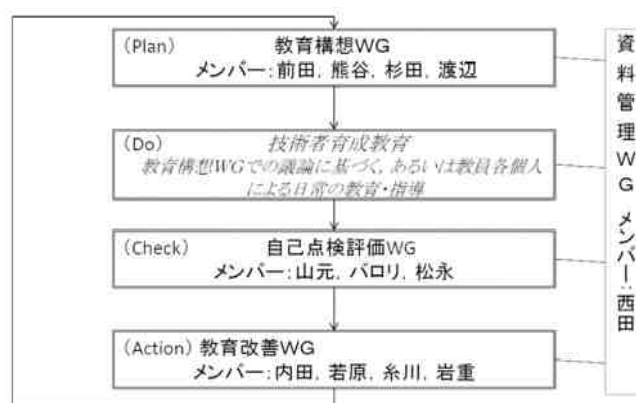 (Plan) 教育構想WG
メンバー:前田, 熊谷, 杉田, 渡辺
(Do) 技術者育成教育
教育構想WGでの議論に基づく, あるいは教員各個人
による日常の教育・指導
(Check) 自己点検評価WG
メンバー:山元, バロリ, 松永
(Action) 教育改善WG
メンバー:内田, 若原, 糸川, 岩重
資料管理WG メンバー:西田